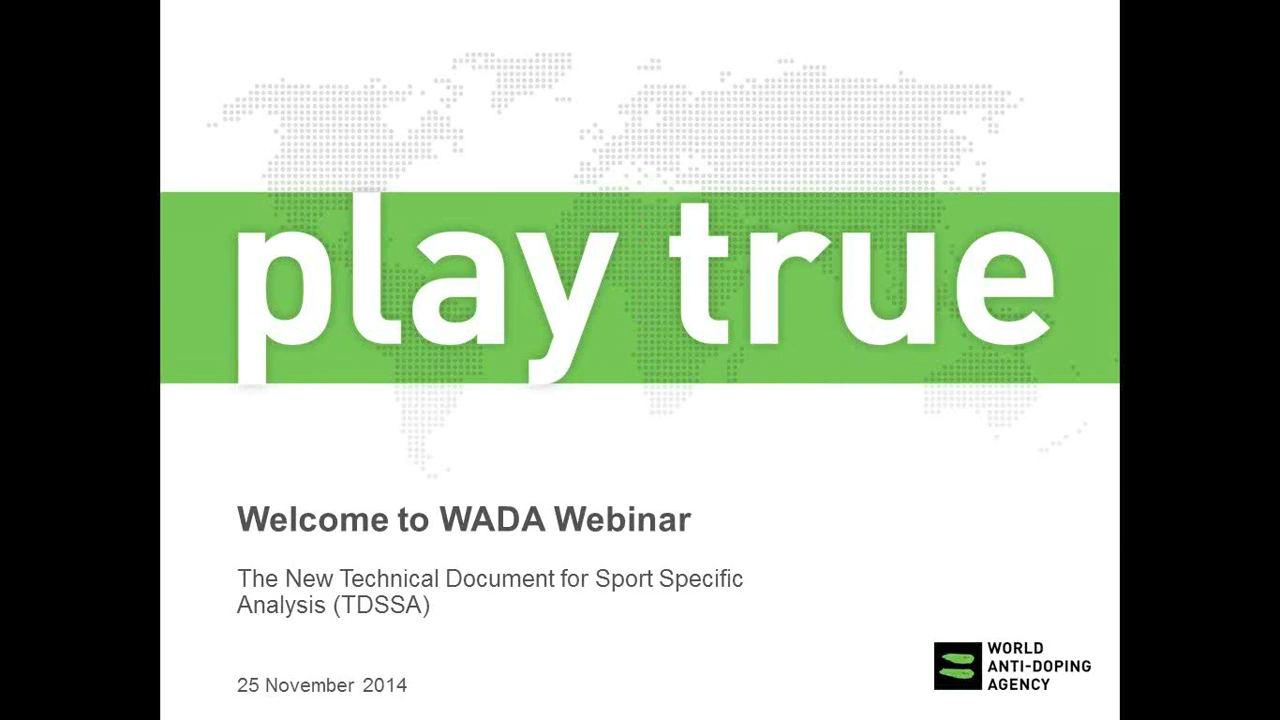 play true
Welcome to WADA Webinar
The New Technical Document for Sport Specific
Analysis (TDSSA)
25 November 2014
WORLD
ANTI-DOPING
AGENCY